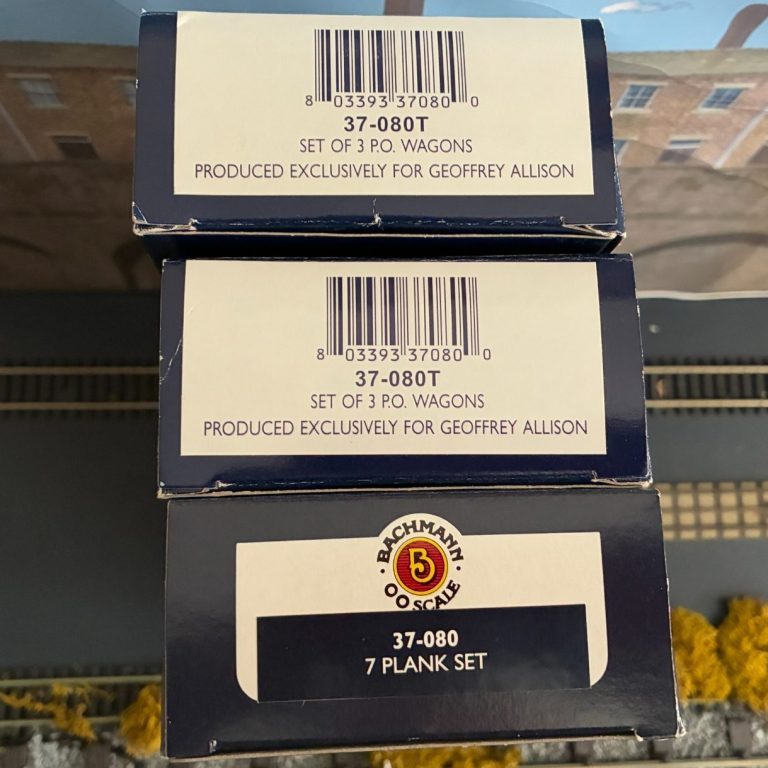 8 03393 37080 0
37-080T
SET OF 3 P.O. WAGONS
PRODUCED EXCLUSIVELY FOR GEOFFREY ALLISON
8 03393 37080 0
37-080T
SET OF 3 P.O. WAGONS
PRODUCED EXCLUSIVELY FOR GEOFFREY ALLISON
BACHMANN
B
OO SCALE
37-080
7 PLANK SET